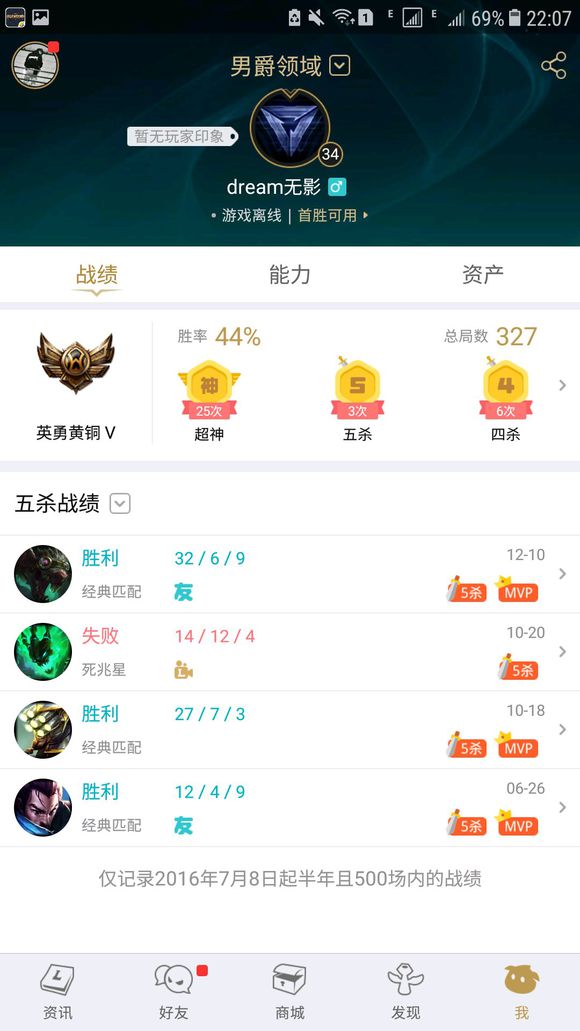 1 E E 69% 22:07
男爵领域
暂无玩家印象
34
dream无影 ♂
• 游戏离线 | 首胜可用
战绩 能力 资产
胜率 44% 总局数 327
神 5 4
25次 3次 6次
英勇黄铜 V 超神 五杀 四杀
五杀战绩
胜利 32 / 6 / 9 12-10
经典匹配 友 5杀 MVP
失败 14 / 12 / 4 10-20
死兆星 L 5杀
胜利 27 / 7 / 3 10-18
经典匹配 5杀 MVP
胜利 12 / 4 / 9 06-26
经典匹配 友 5杀 MVP
仅记录2016年7月8日起半年且500场内的战绩
L
资讯 好友 商城 发现 我